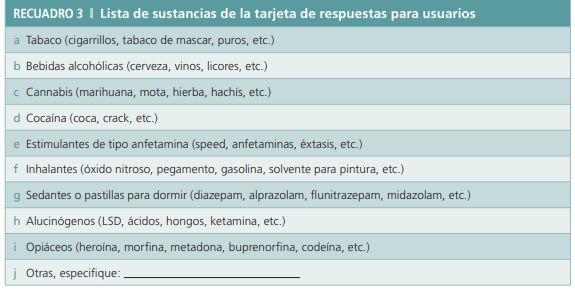 RECUADRO 3 | Lista de sustancias de la tarjeta de respuestas para usuarios
a Tabaco (cigarrillos, tabaco de mascar, puros, etc.)
b Bebidas alcohólicas (cerveza, vinos, licores, etc.)
c Cannabis (marihuana, mota, hierba, hachís, etc.)
d Cocaína (coca, crack, etc.)
e Estimulantes de tipo anfetamina (speed, anfetaminas, éxtasis, etc.)
f Inhalantes (óxido nitroso, pegamento, gasolina, solvente para pintura, etc.)
g Sedantes o pastillas para dormir (diazepam, alprazolam, flunitrazepam, midazolam, etc.)
h Alucinógenos (LSD, ácidos, hongos, ketamina, etc.)
i Opiáceos (heroína, morfina, metadona, buprenorfina, codeína, etc.)
j Otras, especifique: